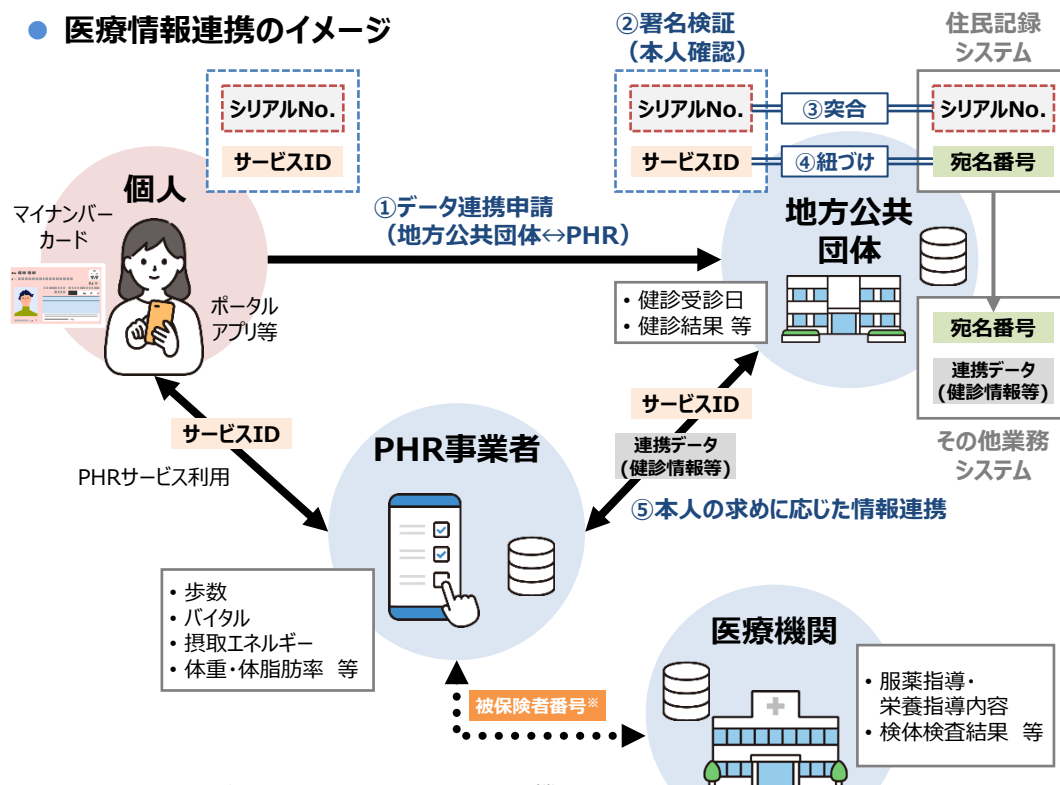 医療情報連携のイメージ
②署名検証
（本人確認）
住民記録
システム
シリアルNo.
サービスID
シリアルNo.
サービスID
③突合
④紐づけ
シリアルNo.
宛名番号
個人
マイナンバー
カード
ポータル
アプリ等
①データ連携申請
（地方公共団体↔PHR）
地方公共
団体
・健診受診日
・健診結果 等
宛名番号
連携データ
(健診情報等)
その他業務
システム
サービスID
PHRサービス利用
PHR事業者
サービスID
連携データ
(健診情報等)
⑤本人の求めに応じた情報連携
・歩数
・バイタル
・摂取エネルギー
・体重・体脂肪率 等
被保険者番号※
医療機関
・服薬指導・
栄養指導内容
・検体検査結果 等